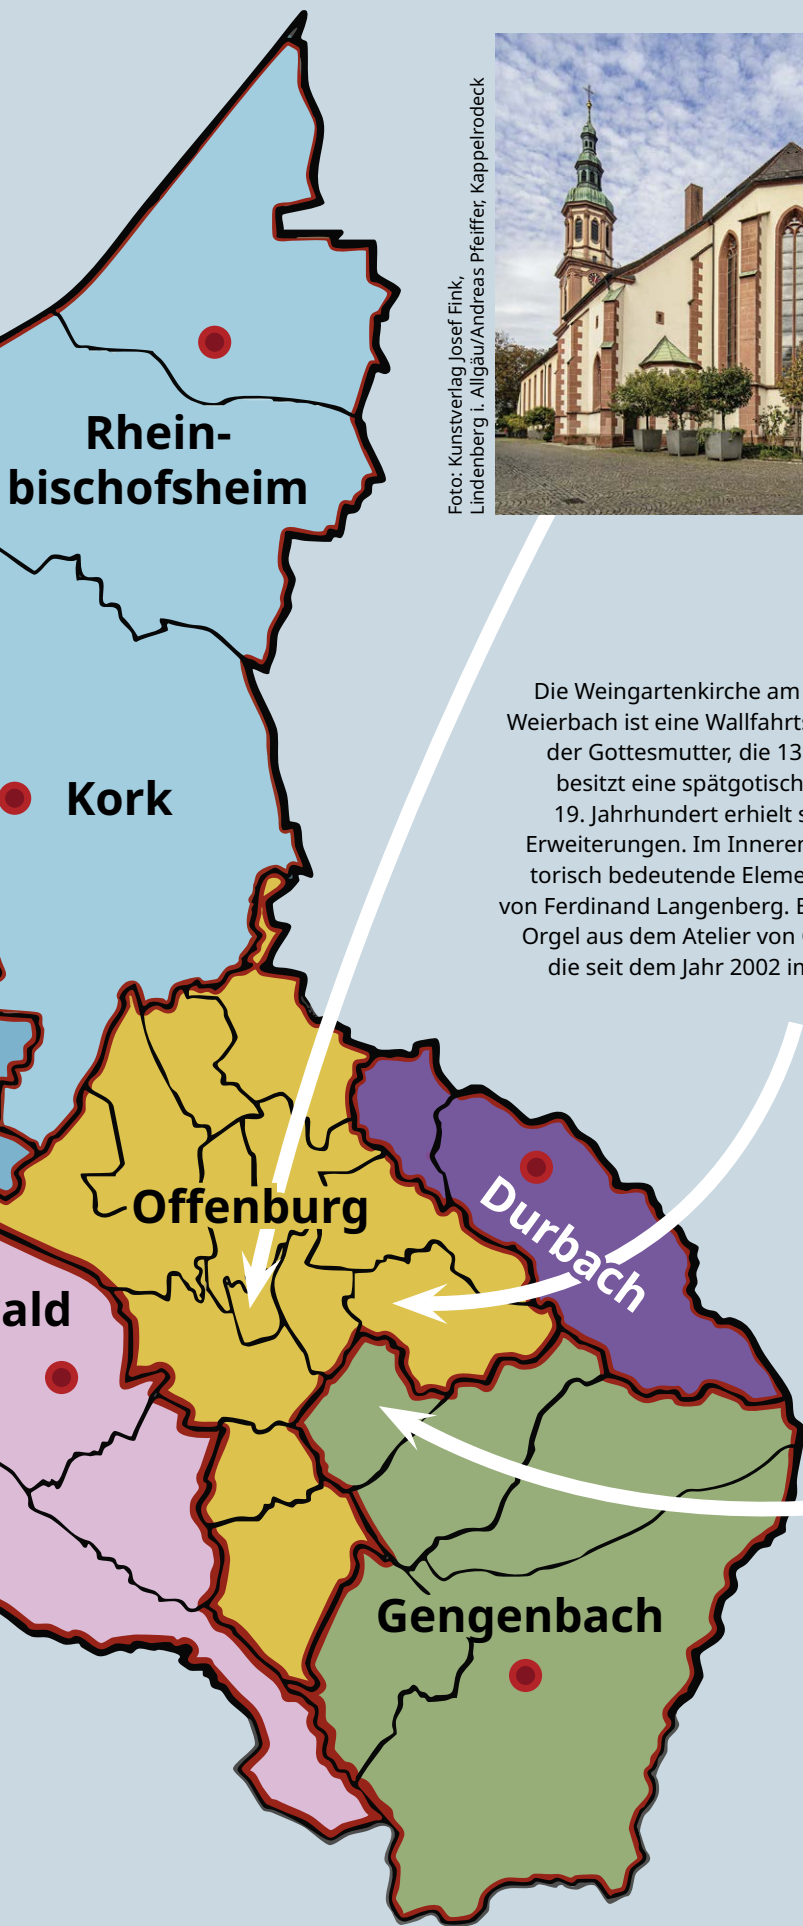 Foto: Kunstverlag Josef Fink,
Lindenberg i. Allgäu/Andreas Pfeiffer, Kappelrodeck
Rhein-
bischofsheim
Die Weingartenkirche am
Weierbach ist eine Wallfahrts
der Gottesmutter, die 13
besitzt eine spätgotisch
19. Jahrhundert erhielt s
Erweiterungen. Im Inneren
torisch bedeutende Eleme
von Ferdinand Langenberg. E
Orgel aus dem Atelier von
die seit dem Jahr 2002 in
Kork
Offenburg
Durbach
ald
Gengenbach